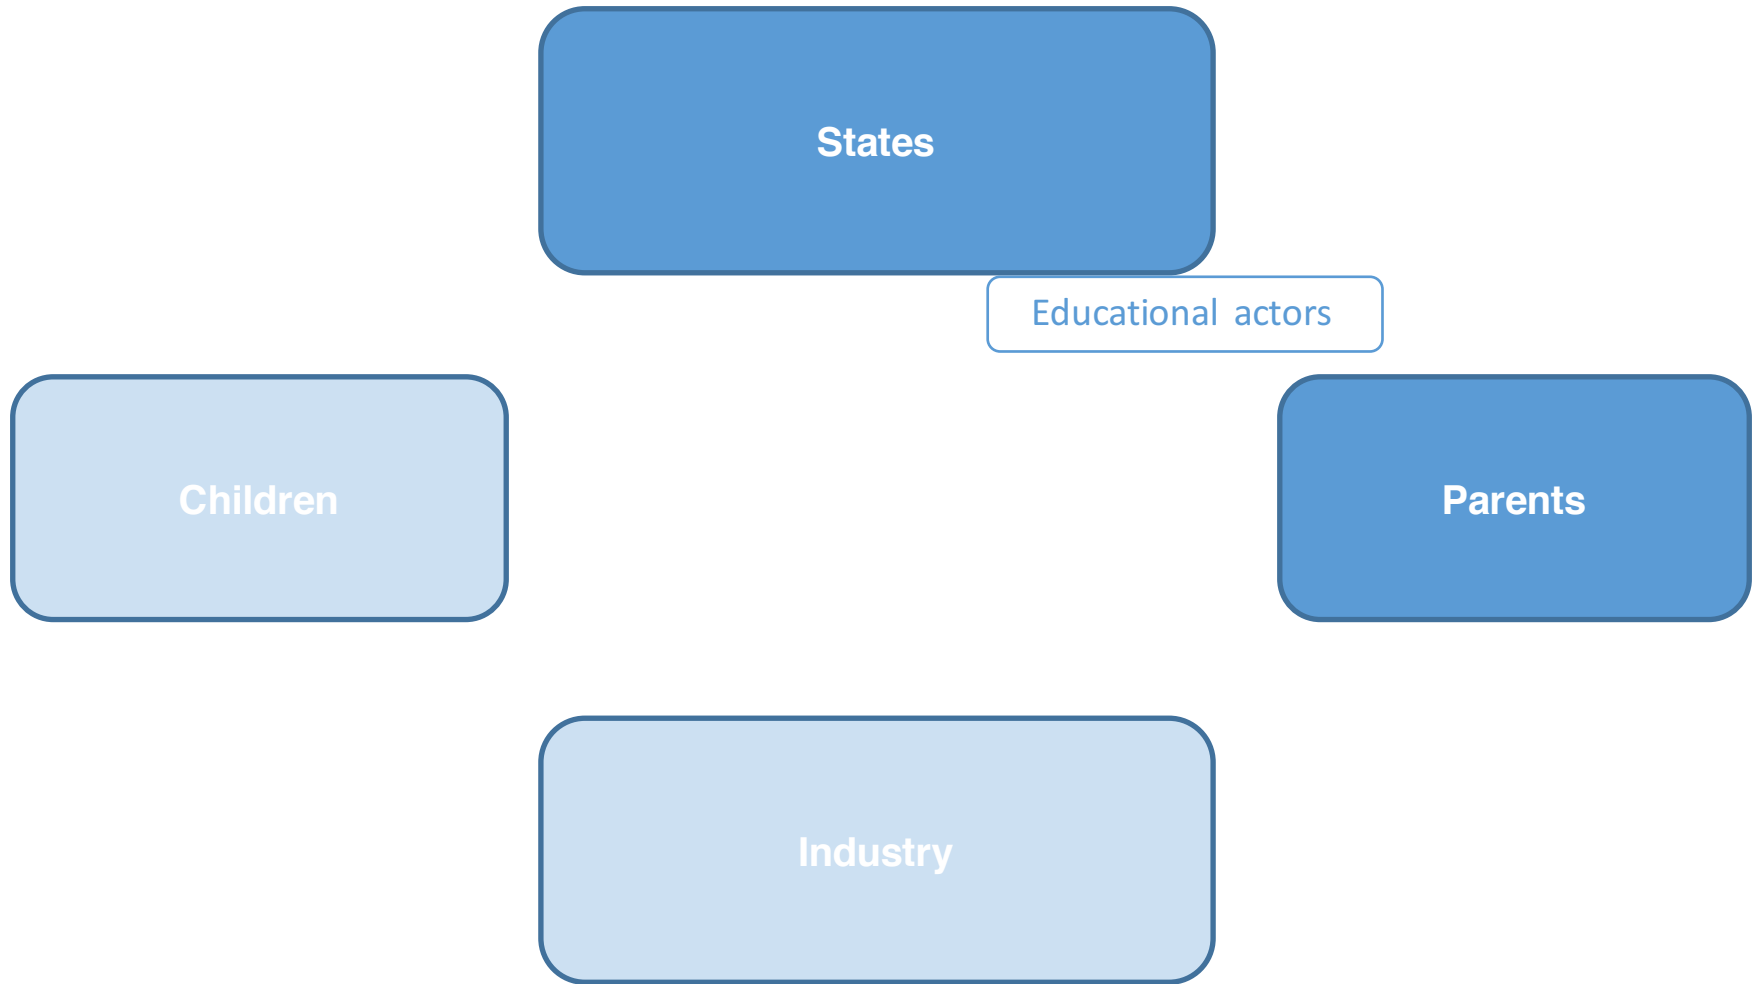 States
Educational actors
Children
Parents
Industry